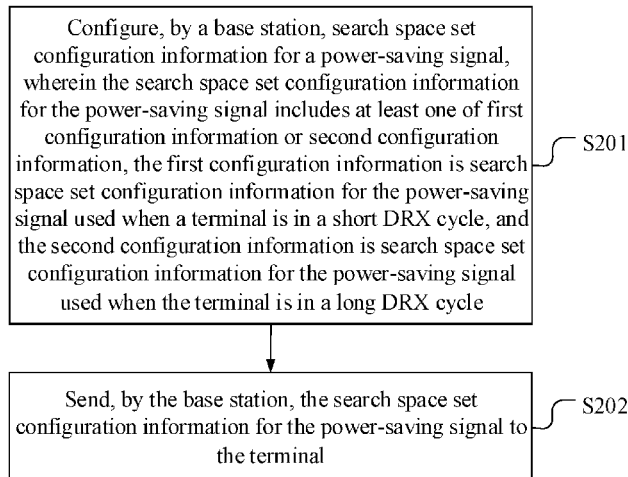 Configure, by a base station, search space set
configuration information for a power-saving signal,
wherein the search space set configuration information
for the power-saving signal includes at least one of first
configuration information or second configuration
information, the first configuration information is search
space set configuration information for the power-saving
signal used when a terminal is in a short DRX cycle, and
the second configuration information is search space set
configuration information for the power-saving signal
used when the terminal is in a long DRX cycle
S201
Send, by the base station, the search space set
configuration information for the power-saving signal to
the terminal
S202